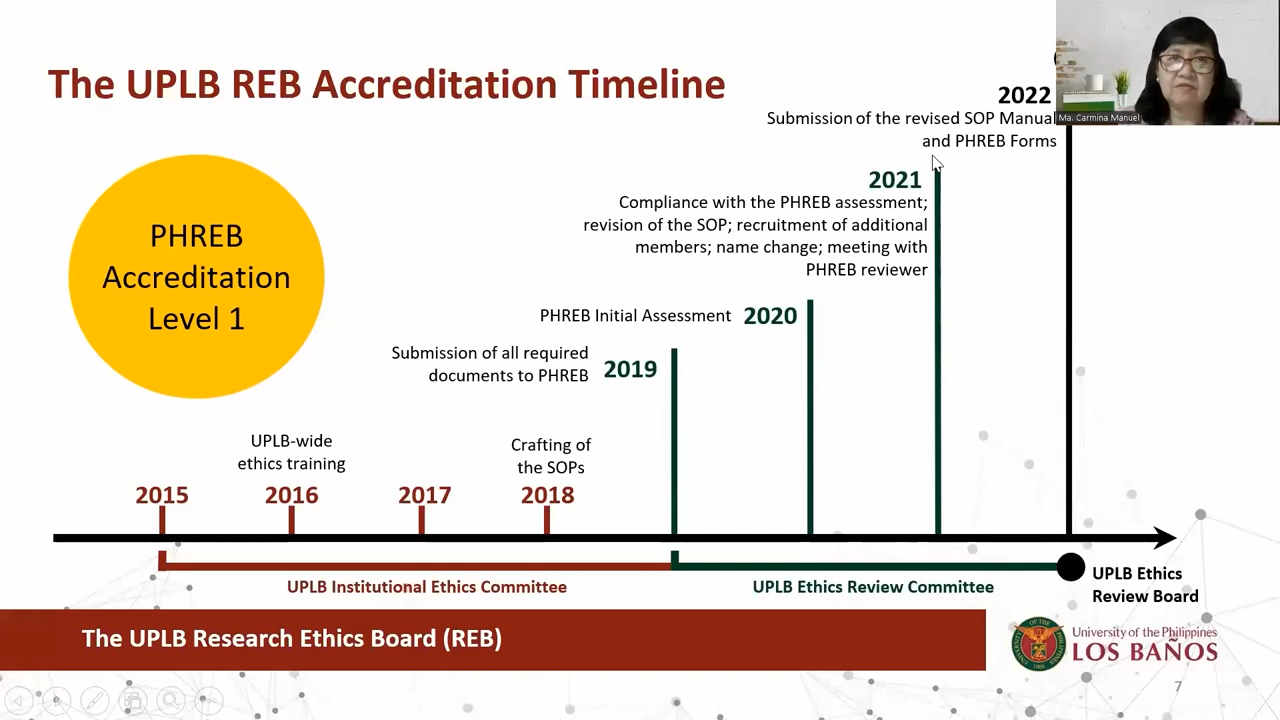 The UPLB REB Accreditation Timeline
Ma. Carmina Manuel
2022
Submission of the revised SOP Manual
and PHREB Forms
2021
Compliance with the PHREB assessment;
revision of the SOP; recruitment of additional
members; name change; meeting with
PHREB reviewer
PHREB
Accreditation
Level 1
PHREB Initial Assessment 2020
Submission of all required
documents to PHREB
2019
UPLB-wide
ethics training
Crafting of
the SOPs
2015 2016 2017 2018
UPLB Institutional Ethics Committee
UPLB Ethics Review Committee
UPLB Ethics
Review Board
The UPLB Research Ethics Board (REB)
University of the Philippines
LOS BAÑOS
7